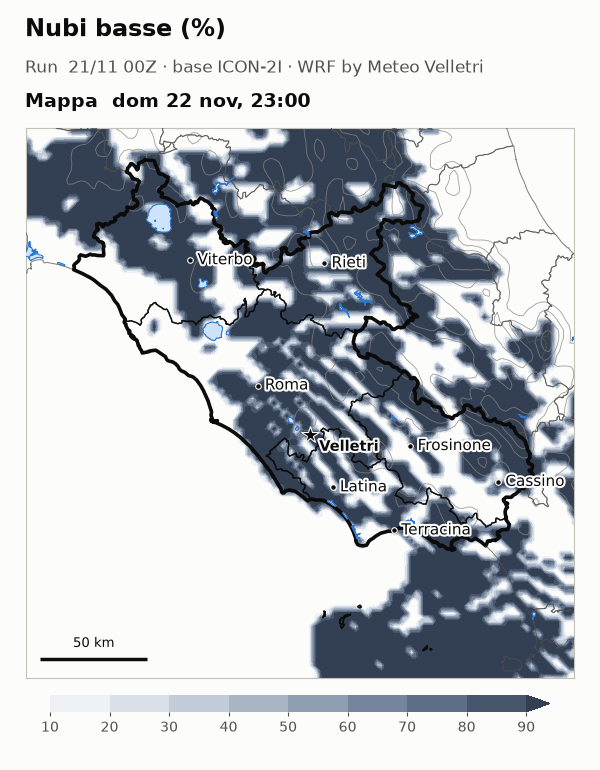 Nubi basse (%)
Run  21/11 00Z · base ICON-2I · WRF by Meteo Velletri
Mappa  dom 22 nov, 23:00
Viterbo
Rieti
Roma
Velletri
Frosinone
Latina
Cassino
Terracina
50 km
10 20 30 40 50 60 70 80 90